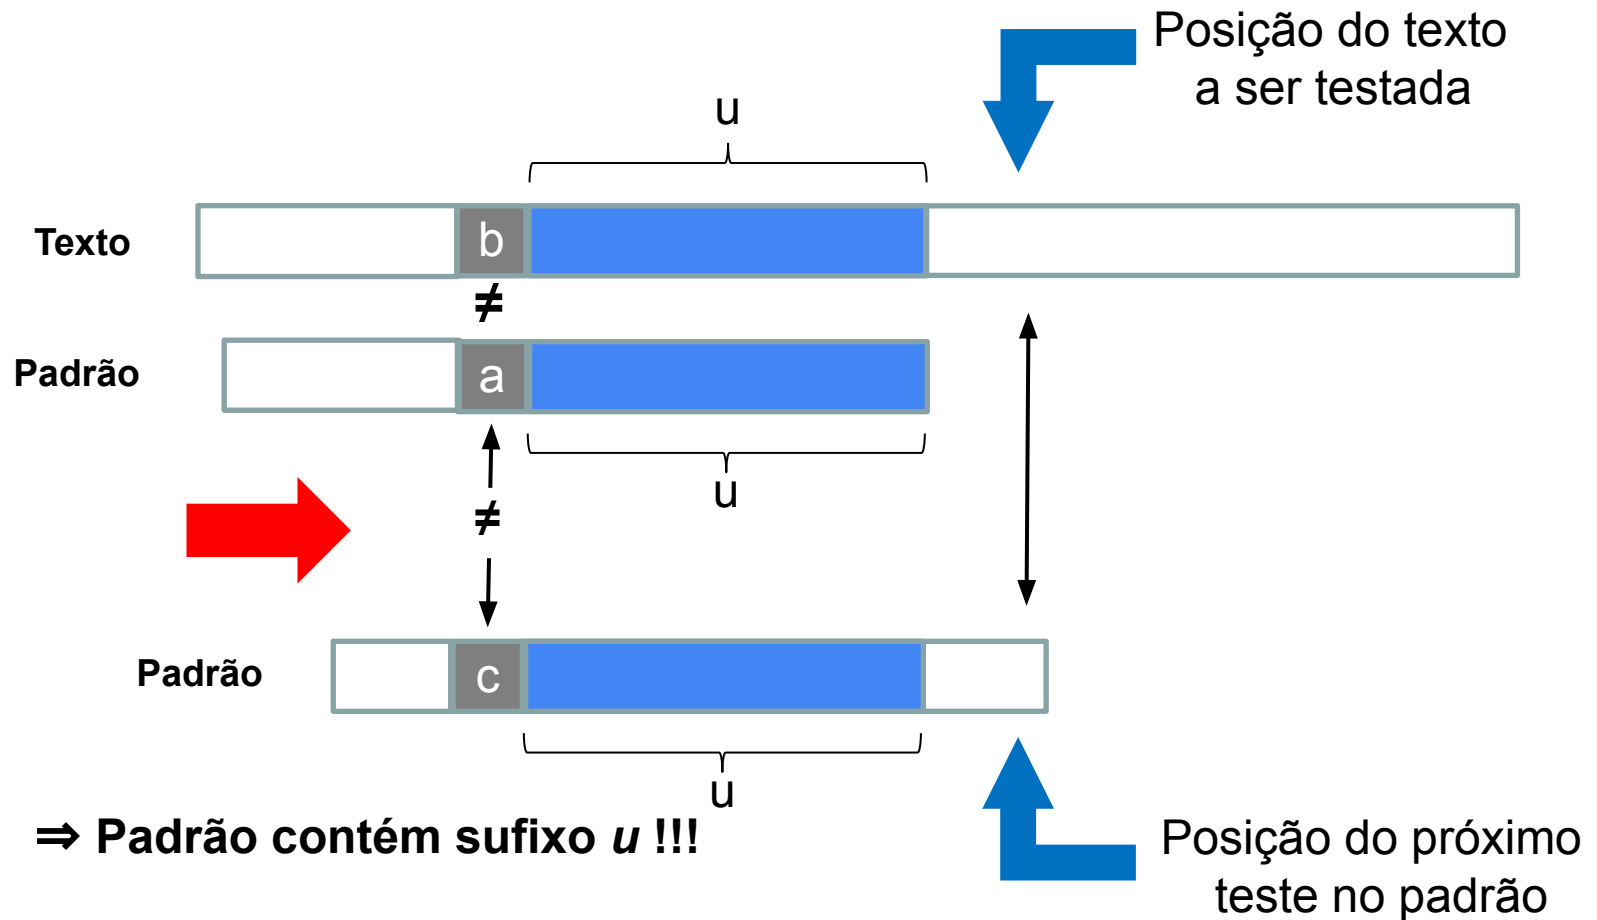 Posição do texto
a ser testada
u
Texto
b
≠
Padrão
a
u
≠
Padrão
c
u
⇒ Padrão contém sufixo u !!!
Posição do próximo
teste no padrão